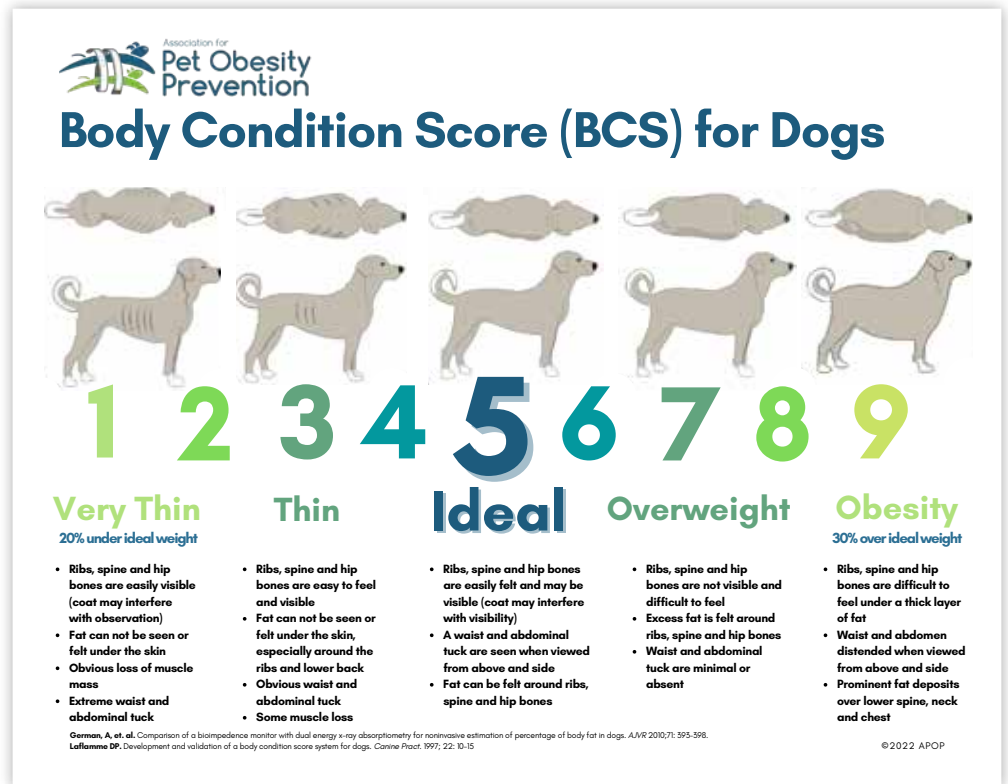 Association for
Pet Obesity
Prevention
Body Condition Score (BCS) for Dogs
1 2 3 4 5 6 7 8 9
Very Thin
20% under ideal weight
• Ribs, spine and hip
bones are easily visible
(coat may interfere
with observation)
• Fat can not be seen or
felt under the skin
• Obvious loss of muscle
mass
• Extreme waist and
abdominal tuck
Thin
• Ribs, spine and hip
bones are easy to feel
and visible
• Fat can not be seen or
felt under the skin,
especially around the
ribs and lower back
• Obvious waist and
abdominal tuck
• Some muscle loss
Ideal
• Ribs, spine and hip bones
are easily felt and may be
visible (coat may interfere
with visibility)
• A waist and abdominal
tuck are seen when viewed
from above and side
• Fat can be felt around ribs,
spine and hip bones
Overweight
• Ribs, spine and hip
bones are not visible and
difficult to feel
• Excess fat is felt around
ribs, spine and hip bones
• Waist and abdominal
tuck are minimal or
absent
Obesity
30% over ideal weight
• Ribs, spine and hip
bones are difficult to
feel under a thick layer
of fat
• Waist and abdomen
distended when viewed
from above and side
• Prominent fat deposits
over lower spine, neck
and chest
German, A, et. al. Comparison of a bioimpedence monitor with dual energy x-ray absorptiometry for noninvasive estimation of percentage of body fat in dogs. AJVR 2010;71: 393-398.
Laflamme DP. Development and validation of a body condition score system for dogs. Canine Pract. 1997; 22: 10-15
©2022 APOP